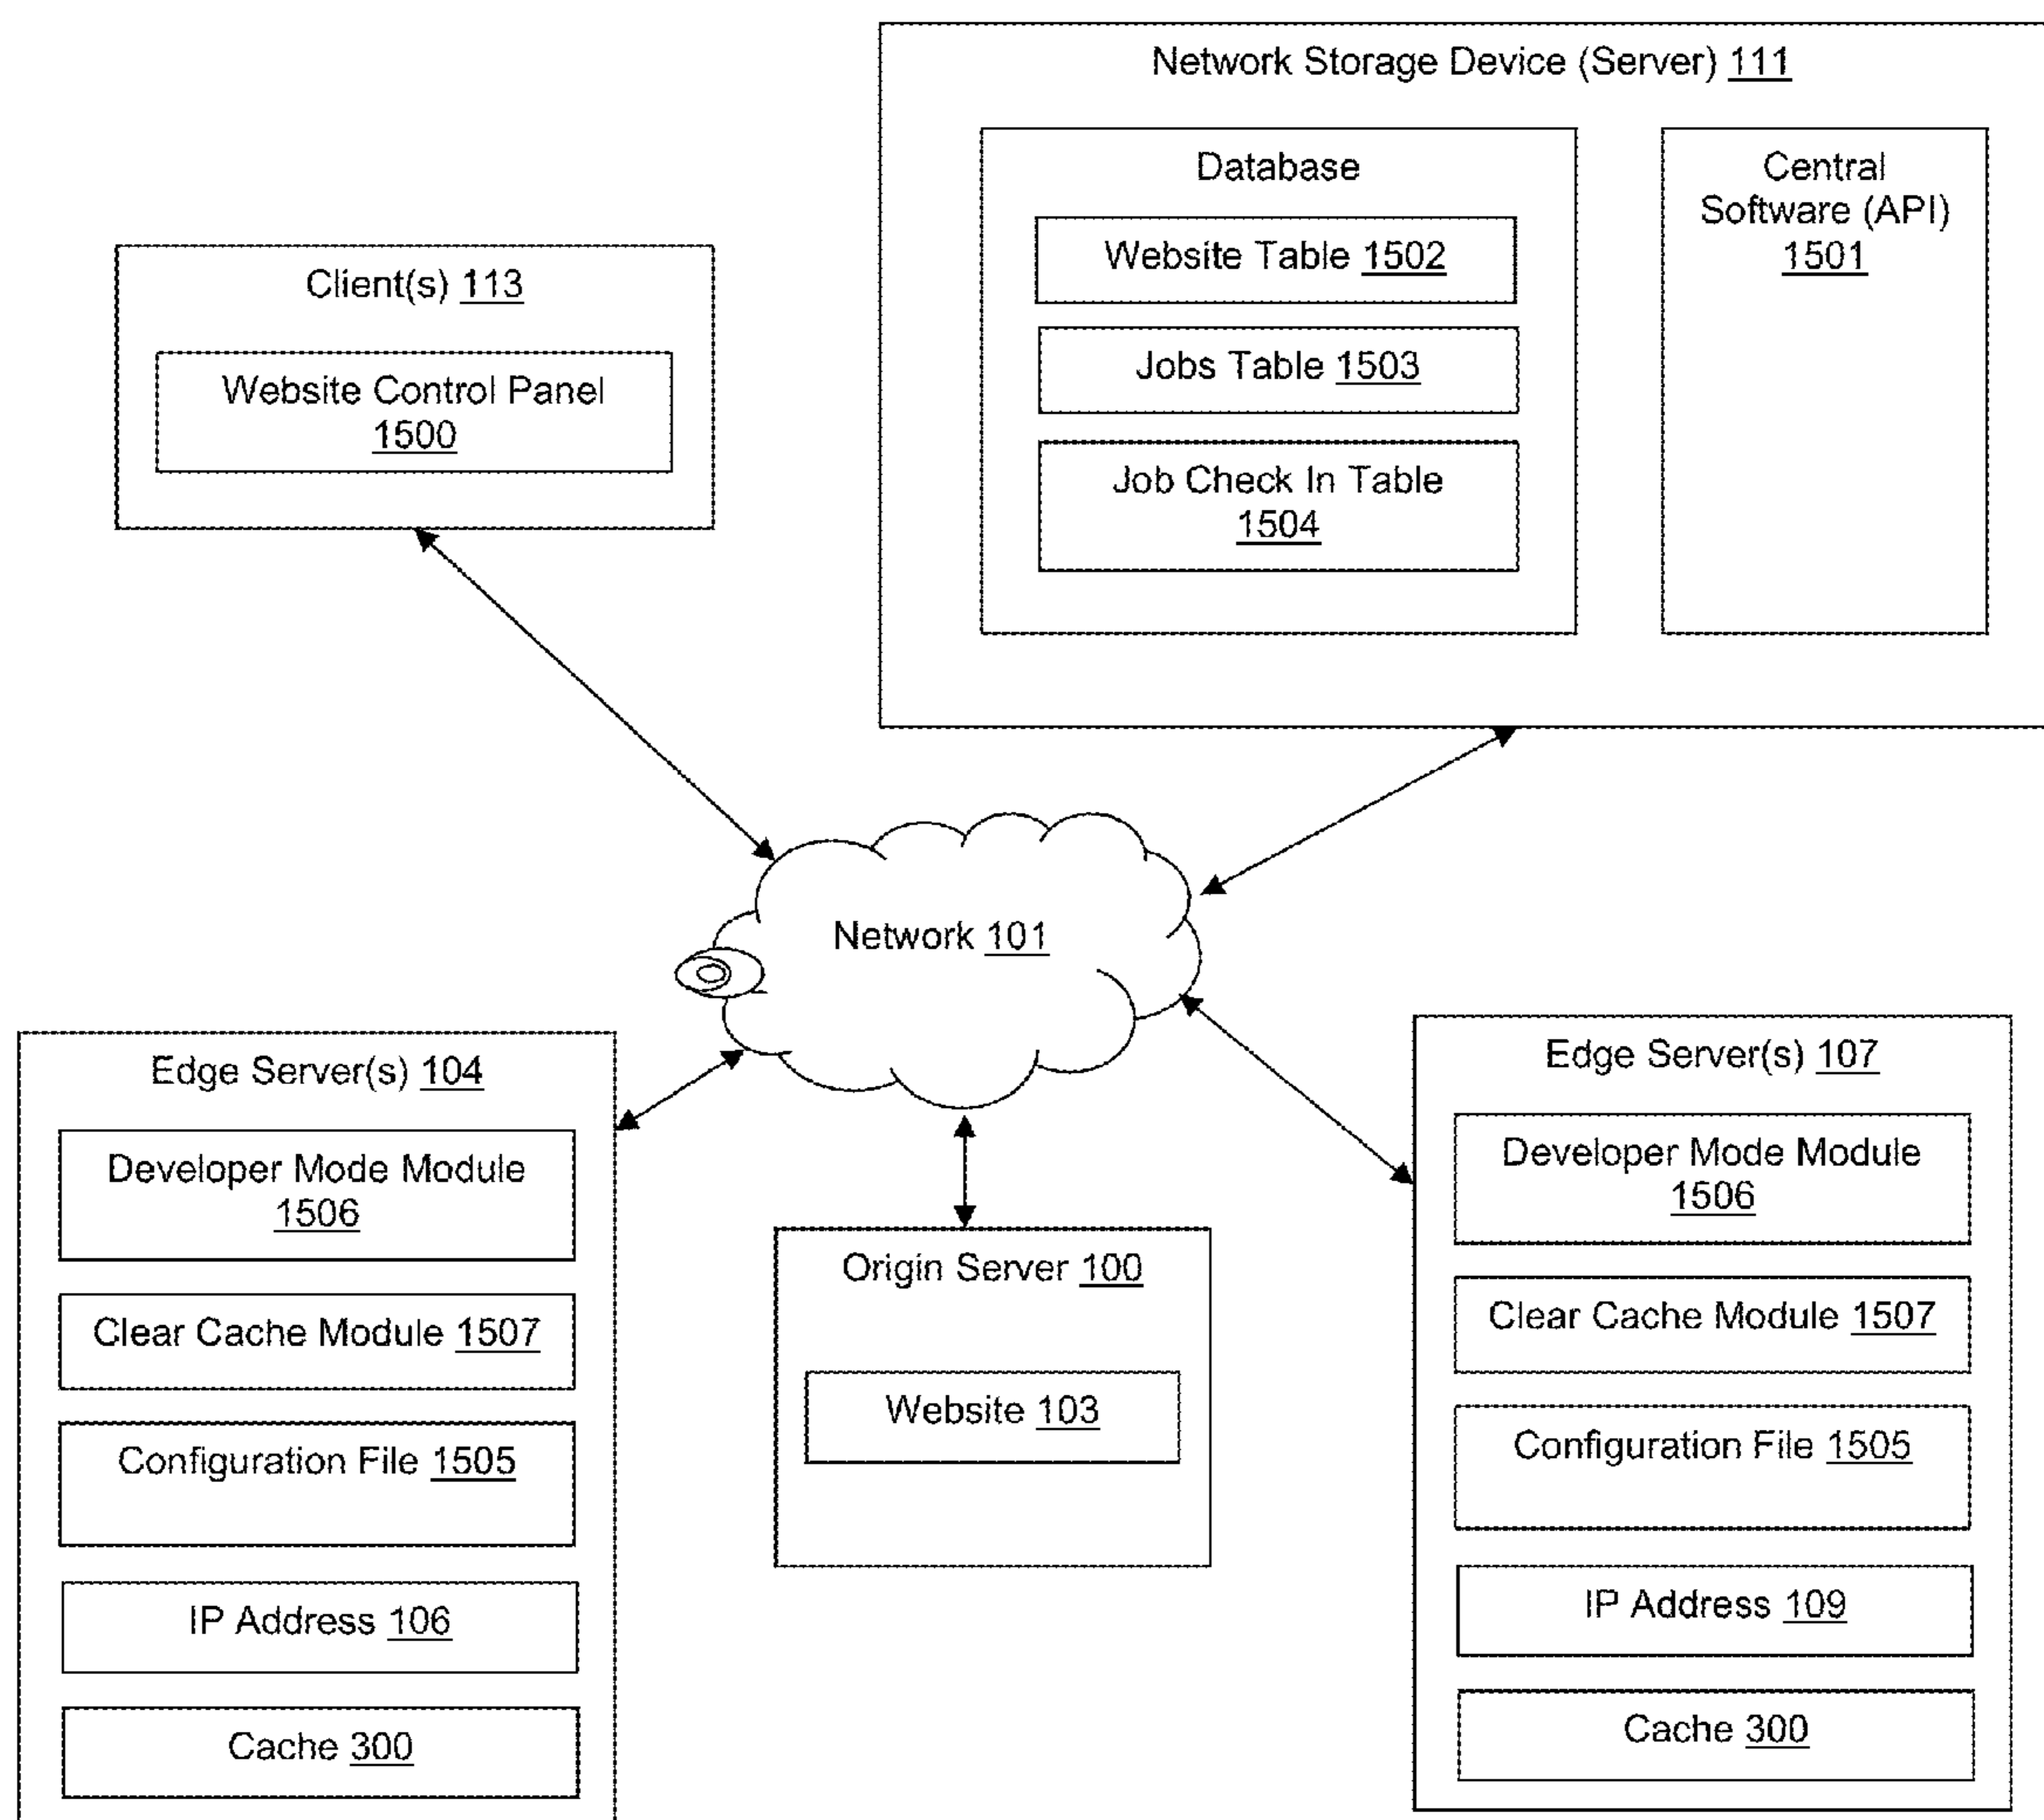 Network Storage Device (Server) 111
Database
Website Table 1502
Jobs Table 1503
Job Check In Table
1504
Central
Software (API)
1501
Client(s) 113
Website Control Panel
1500
Network 101
Edge Server(s) 104
Developer Mode Module
1506
Clear Cache Module 1507
Configuration File 1505
IP Address 106
Cache 300
Origin Server 100
Website 103
Edge Server(s) 107
Developer Mode Module
1506
Clear Cache Module 1507
Configuration File 1505
IP Address 109
Cache 300